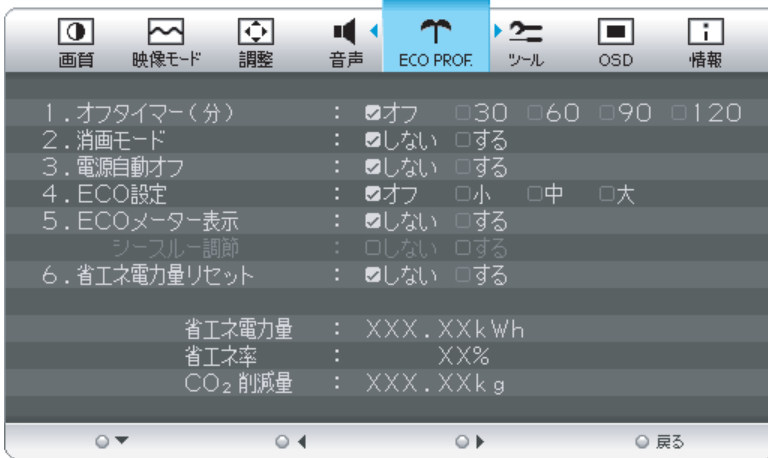 画質 映像モード 調整 音声 ECO PROF. ツール OSD 情報
1.オフタイマー(分) : ☑オフ □30 □60 □90 □120
2.消画モード : ☑しない □する
3.電源自動オフ : ☑しない □する
4.ECO設定 : ☑オフ □小 □中 □大
5.ECOメーター表示 : ☑しない □する
シースルー調節 : □しない □する
6.省エネ電力量リセット : ☑しない □する
省エネ電力量 : XXX.XXkWh
省エネ率 : XX%
CO₂削減量 : XXX.XXkg
戻る